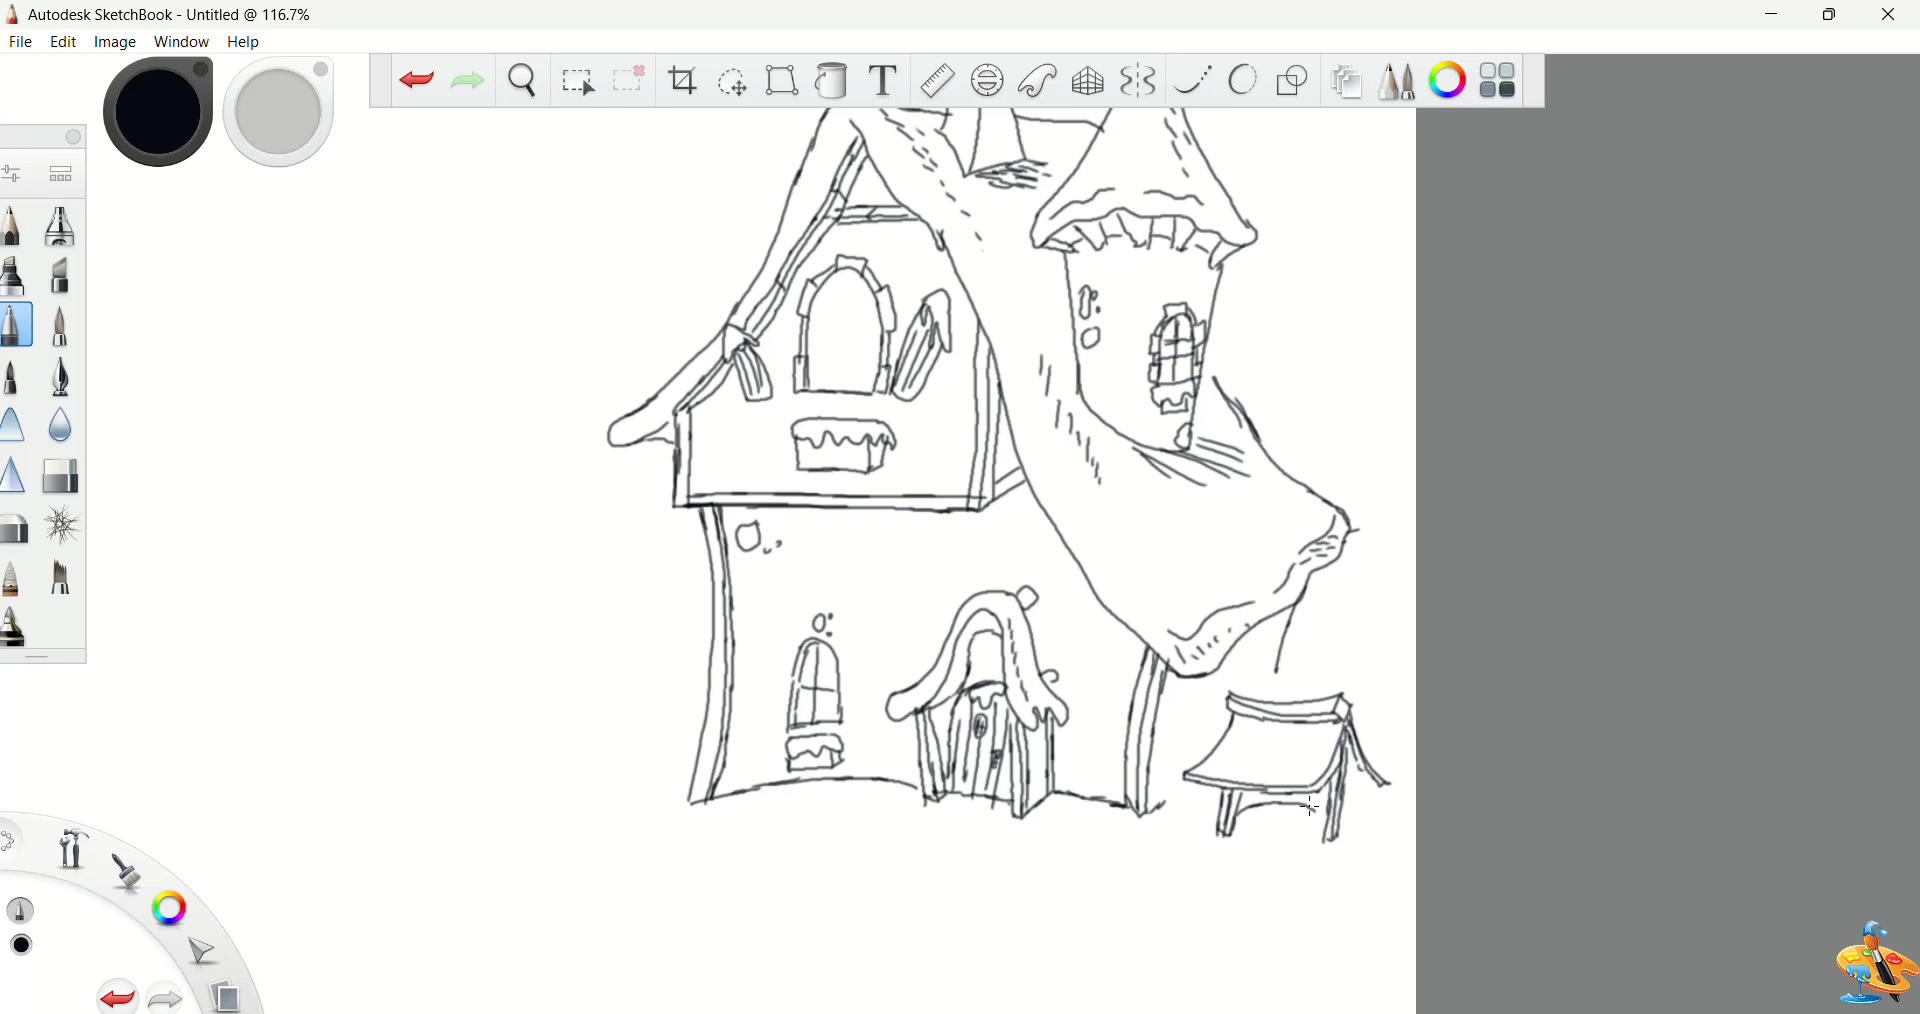 Autodesk SketchBook - Untitled @ 116.7%
File Edit Image Window Help
T